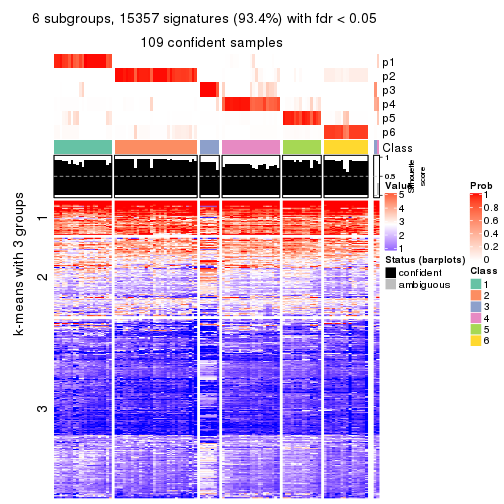 6 subgroups, 15357 signatures (93.4%) with fdr < 0.05
109 confident samples
p1
p2
p3
p4
p5
p6
Class
1
0.5
0
Silhouette
score
k-means with 3 groups
1
2
3
Value
5
4
3
2
1
Status (barplots)
confident
ambiguous
Prob
1
0.8
0.6
0.4
0.2
0
Class
1
2
3
4
5
6